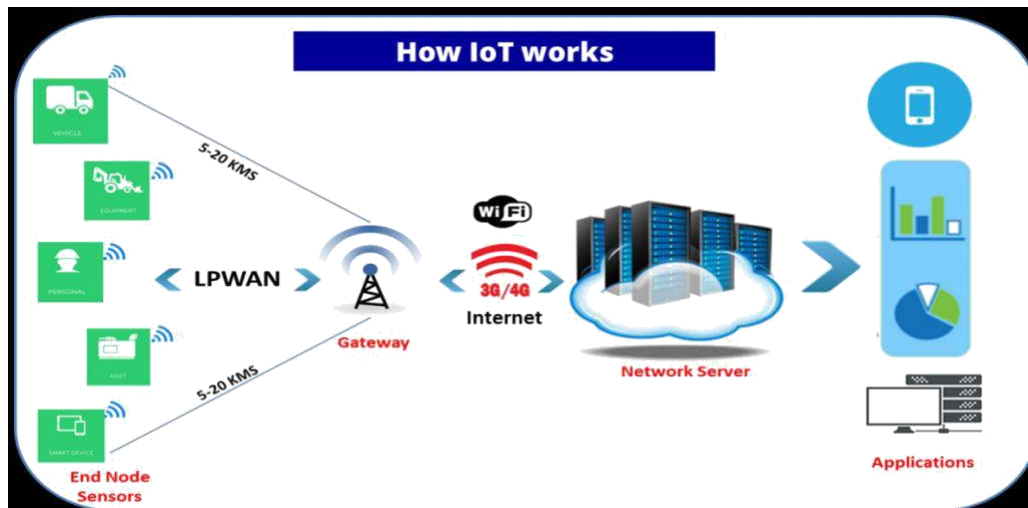 How IoT works
VEHICLE
5-20 KMS
EQUIPMENT
WiFi
PERSONAL
LPWAN
3G/4G
Internet
Gateway
Network Server
ASSET
5-20 KMS
SMART DEVICE
End Node
Sensors
Applications